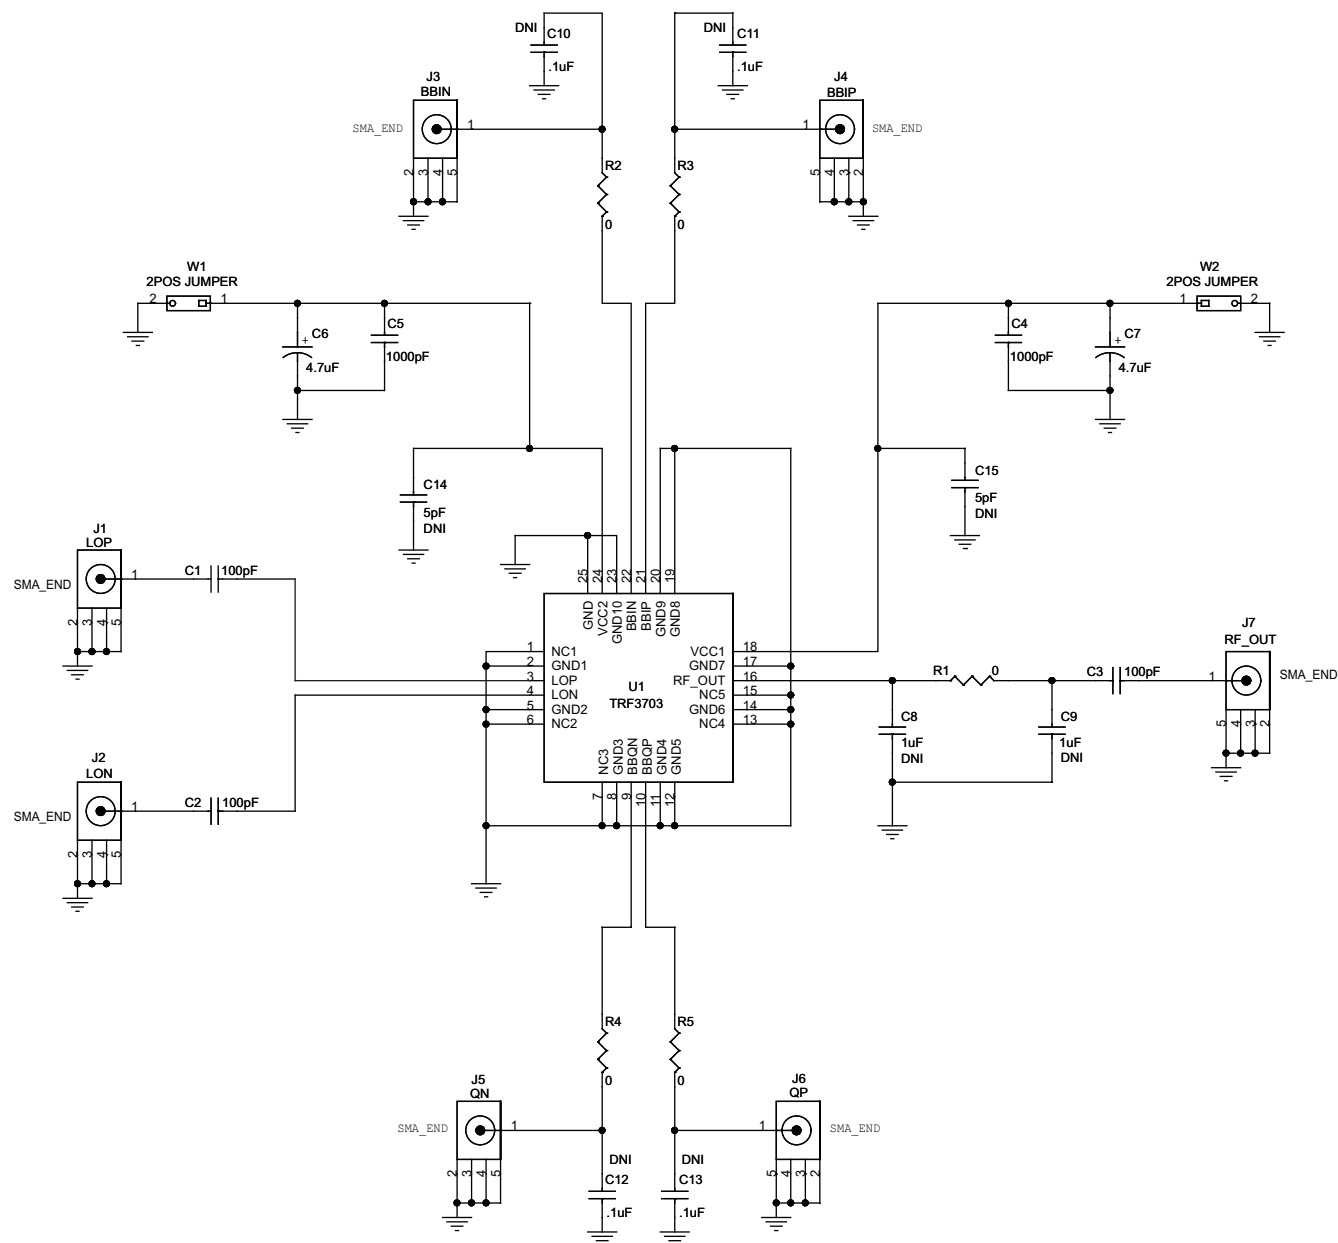 DNI
C10
.1uF
DNI
C11
.1uF
J3
BBIN
SMA_END
1
2 3 4 5
J4
BBIP
SMA_END
1
5 4 3 2
R2
0
R3
0
W1
2POS JUMPER
2
1
C6
+
4.7uF
C5
1000pF
W2
2POS JUMPER
1
2
C4
1000pF
C7
+
4.7uF
C14
5pF
DNI
C15
5pF
DNI
J1
LOP
SMA_END
1
2 3 4 5
C1
100pF
J2
LON
SMA_END
1
2 3 4 5
C2
100pF
25 24 23 22 21 20 19
GND VCC2 GND10 BBIN BBIP GND9 GND8
1 NC1
2 GND1
3 LOP
4 LON
5 GND2
6 NC2
U1
TRF3703
VCC1 18
GND7 17
RF_OUT 16
NC5 15
GND6 14
NC4 13
NC3 GND3 BBQN BBQP GND4 GND5
7 8 9 10 11 12
R1
0
C3
100pF
C8
1uF
DNI
C9
1uF
DNI
J7
RF_OUT
SMA_END
1
5 4 3 2
R4
0
R5
0
J5
QN
SMA_END
1
2 3 4 5
J6
QP
SMA_END
1
5 4 3 2
DNI
C12
.1uF
DNI
C13
.1uF